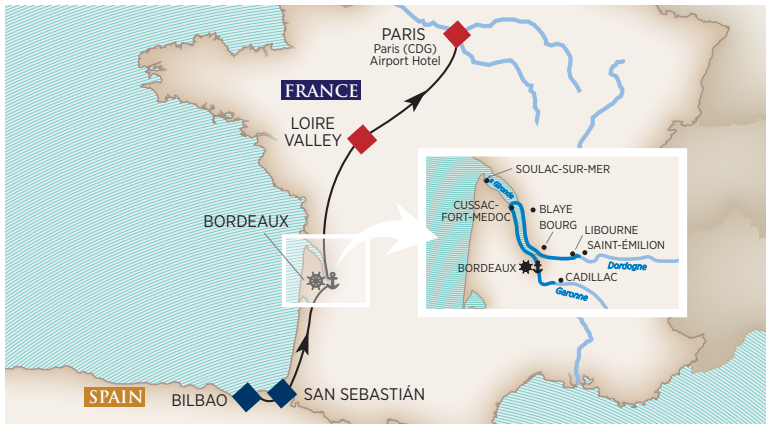 PARIS
Paris (CDG)
Airport Hotel
FRANCE
LOIRE
VALLEY
BORDEAUX
SOULAC-SUR-MER
La Gironde
CUSSAC-
FORT-MEDOC
BLAYE
BOURG
LIBOURNE
SAINT-ÉMILION
BORDEAUX
Dordogne
CADILLAC
Garonne
SPAIN
BILBAO
SAN SEBASTIÁN